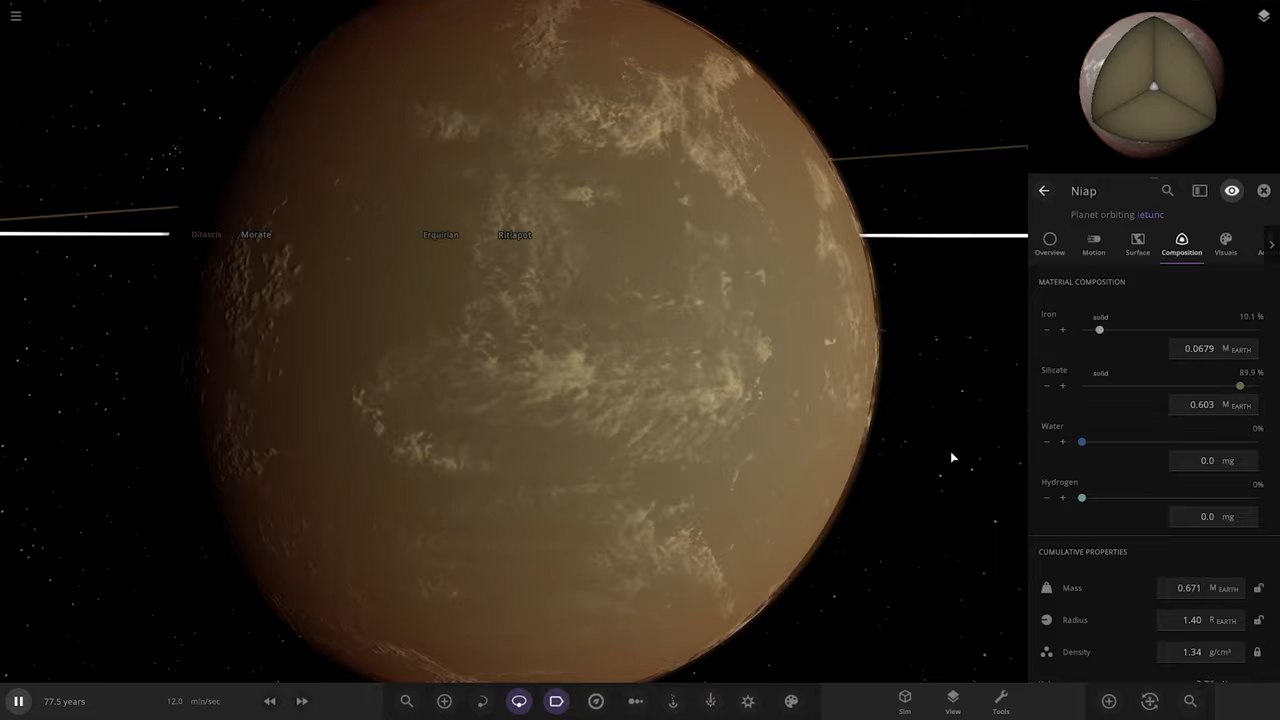 Niap
Planet orbiting Ietunc
Overview Motion Surface Composition Visuals
MATERIAL COMPOSITION
Iron solid 10.1 %
0.0679 M EARTH
Silicate solid 89.9 %
0.603 M EARTH
Water 0%
0.0 mg
Hydrogen 0%
0.0 mg
CUMULATIVE PROPERTIES
Mass 0.671 M EARTH
Radius 1.40 R EARTH
Density 1.34 g/cm³
Ditascis Morate Erquirian Ritiapot
77.5 years 12.0 min/sec
Sim View Tools